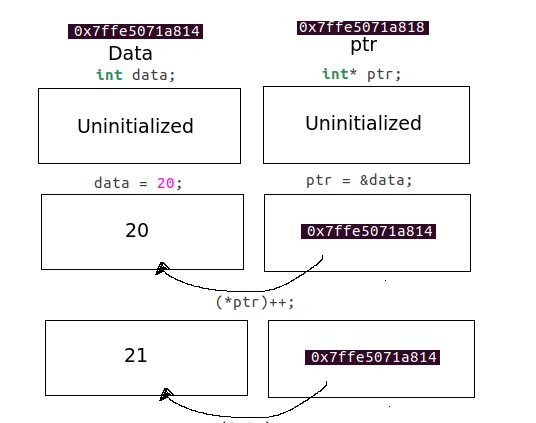 0x7ffe5071a814 0x7ffe5071a818
Data ptr
int data; int* ptr;
Uninitialized Uninitialized
data = 20; ptr = &data;
20 0x7ffe5071a814
(*ptr)++;
21 0x7ffe5071a814